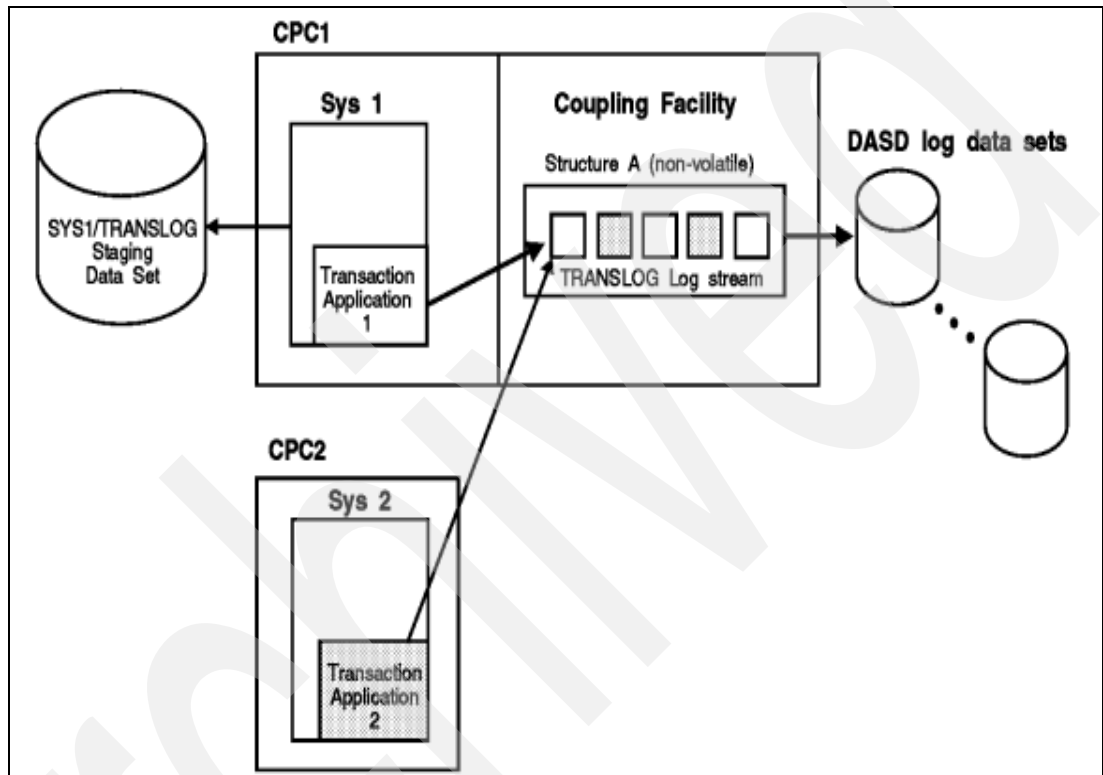 CPC1
Sys 1
Coupling Facility
DASD log data sets
Structure A (non-volatile)
SYS1/TRANSLOG
Staging
Data Set
Transaction
Application
1
TRANSLOG Log stream
CPC2
Sys 2
Transaction
Application
2